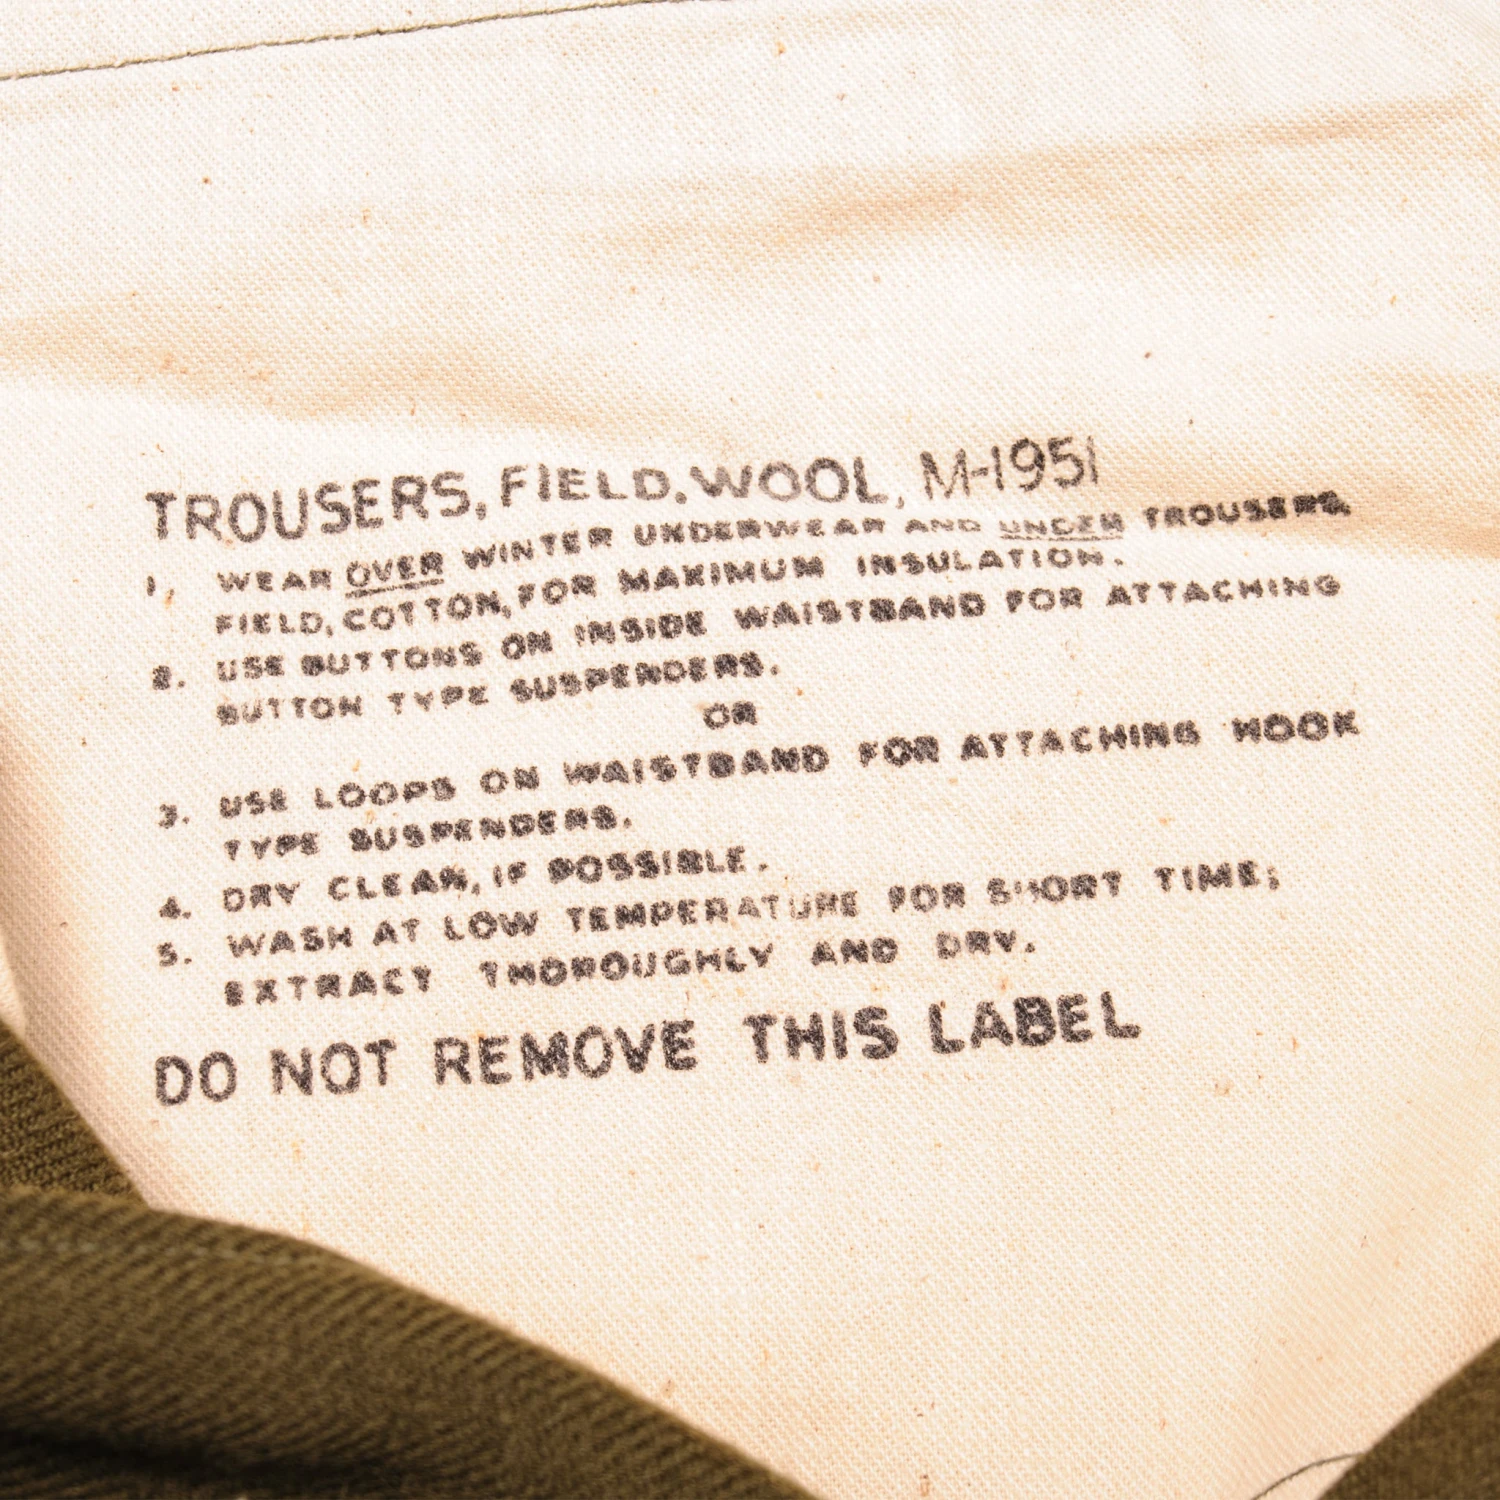 TROUSERS, FIELD, WOOL, M-1951
1. WEAR OVER WINTER UNDERWEAR AND UNDER TROUSERS,
FIELD, COTTON, FOR MAXIMUM INSULATION.
2. USE BUTTONS ON INSIDE WAISTBAND FOR ATTACHING
BUTTON TYPE SUSPENDERS.
OR
3. USE LOOPS ON WAISTBAND FOR ATTACHING HOOK
TYPE SUSPENDERS.
4. DRY CLEAN, IF POSSIBLE.
5. WASH AT LOW TEMPERATURE FOR SHORT TIME;
EXTRACT THOROUGHLY AND DRY.
DO NOT REMOVE THIS LABEL